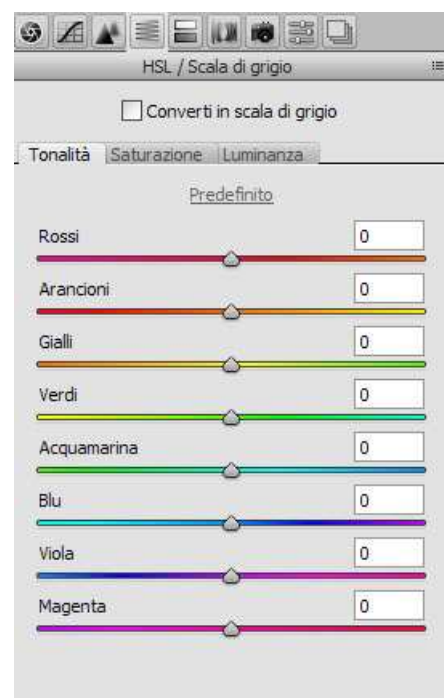 HSL / Scala di grigio
Converti in scala di grigio
Tonalità Saturazione Luminanza
Predefinito
Rossi 0
Arancioni 0
Gialli 0
Verdi 0
Acquamarina 0
Blu 0
Viola 0
Magenta 0